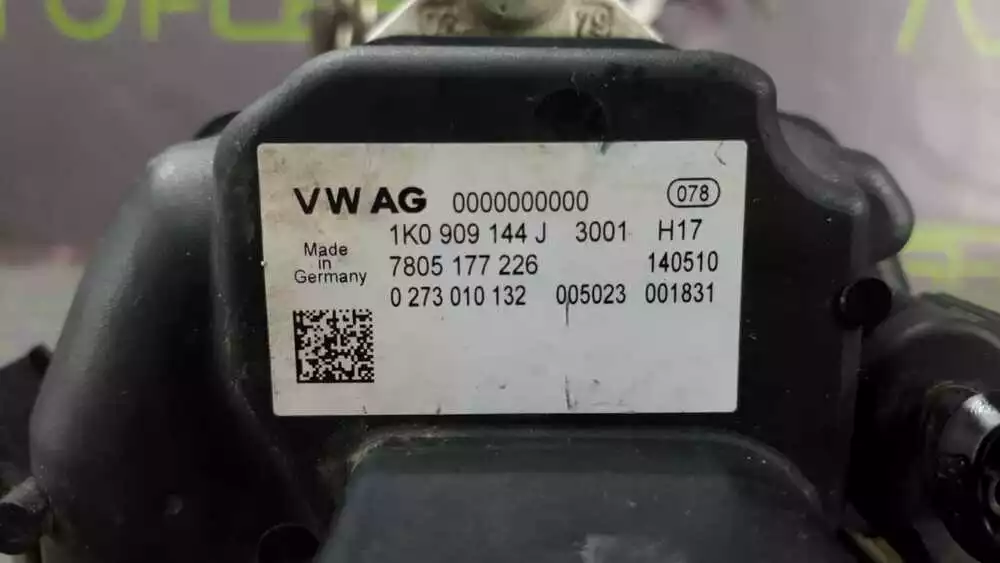 VW AG 0000000000 078
1K0 909 144 J 3001 H17
Made in Germany
7805 177 226 140510
0 273 010 132 005023 001831